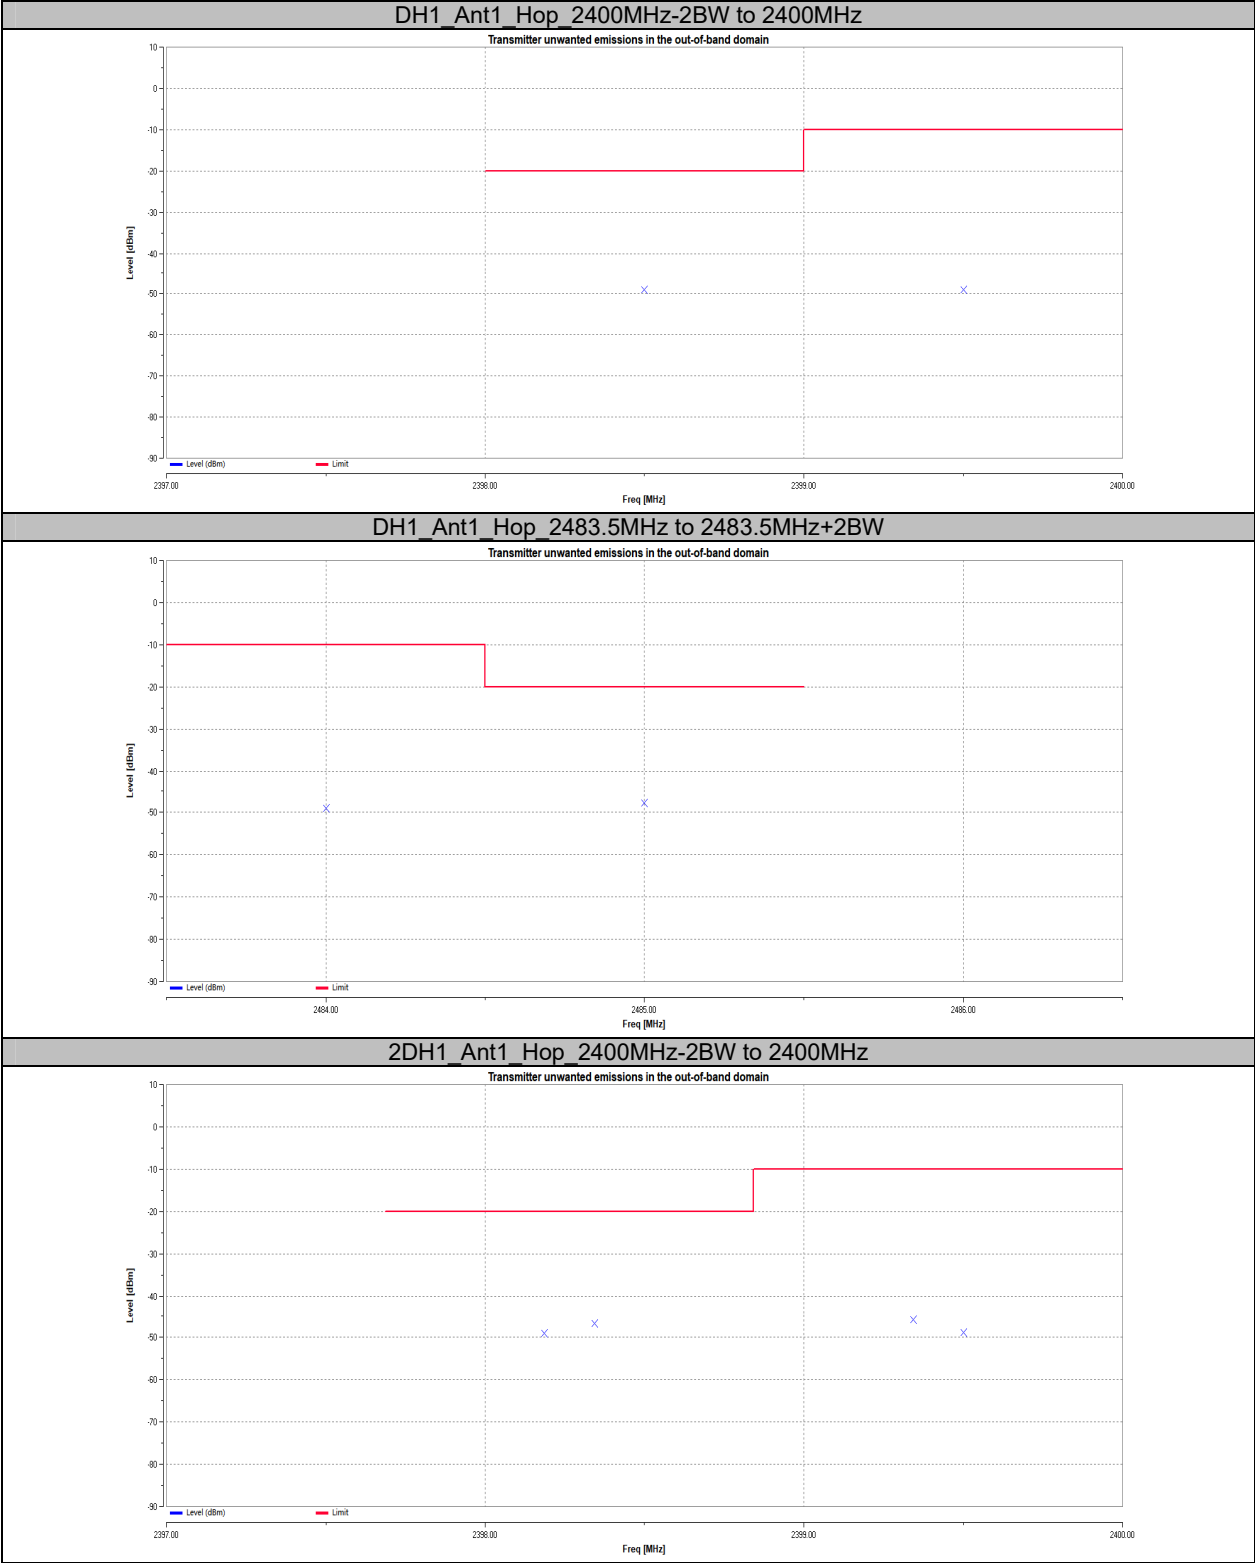 DH1_Ant1_Hop_2400MHz-2BW to 2400MHz
Transmitter unwanted emissions in the out-of-band domain
10
0
-10
-20
-30
-40
-50
-60
-70
-80
-90
Level [dBm]
Level (dBm) Limit
2397.00 2398.00 2399.00 2400.00
Freq [MHz]
DH1_Ant1_Hop_2483.5MHz to 2483.5MHz+2BW
Transmitter unwanted emissions in the out-of-band domain
10
0
-10
-20
-30
-40
-50
-60
-70
-80
-90
Level [dBm]
Level (dBm) Limit
2484.00 2485.00 2486.00
Freq [MHz]
2DH1_Ant1_Hop_2400MHz-2BW to 2400MHz
Transmitter unwanted emissions in the out-of-band domain
10
0
-10
-20
-30
-40
-50
-60
-70
-80
-90
Level [dBm]
Level (dBm) Limit
2397.00 2398.00 2399.00 2400.00
Freq [MHz]